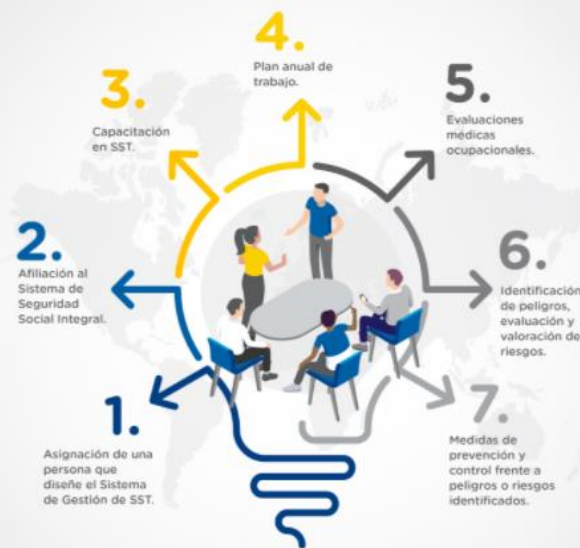 1.
Asignación de una
persona que
diseñe el Sistema
de Gestión de SST.
2.
Afiliación al
Sistema de
Seguridad
Social Integral.
3.
Capacitación
en SST.
4.
Plan anual de
trabajo.
5.
Evaluaciones
médicas
ocupacionales.
6.
Identificación
de peligros,
evaluación y
valoración de
riesgos.
7.
Medidas de
prevención y
control frente a
peligros o riesgos
identificados.